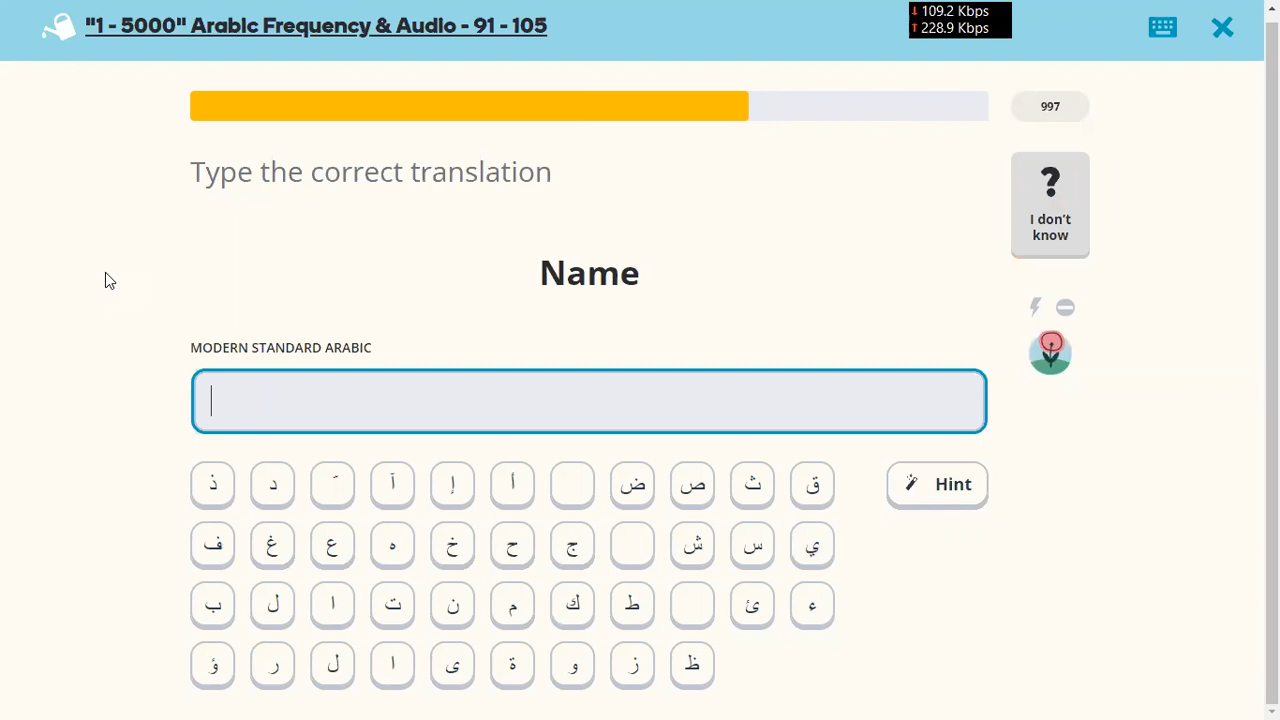 "1 - 5000" Arabic Frequency & Audio - 91 - 105
↓ 109.2 Kbps
↑ 228.9 Kbps
997
Type the correct translation
?
I don't know
Name
MODERN STANDARD ARABIC
ذ د َ آ إ أ ض ص ث ق
Hint
ف غ ع ه خ ح ج ش س ي
ب ل ا ت ن م ك ط ئ ء
ؤ ر ل ا ى ة و ز ظ